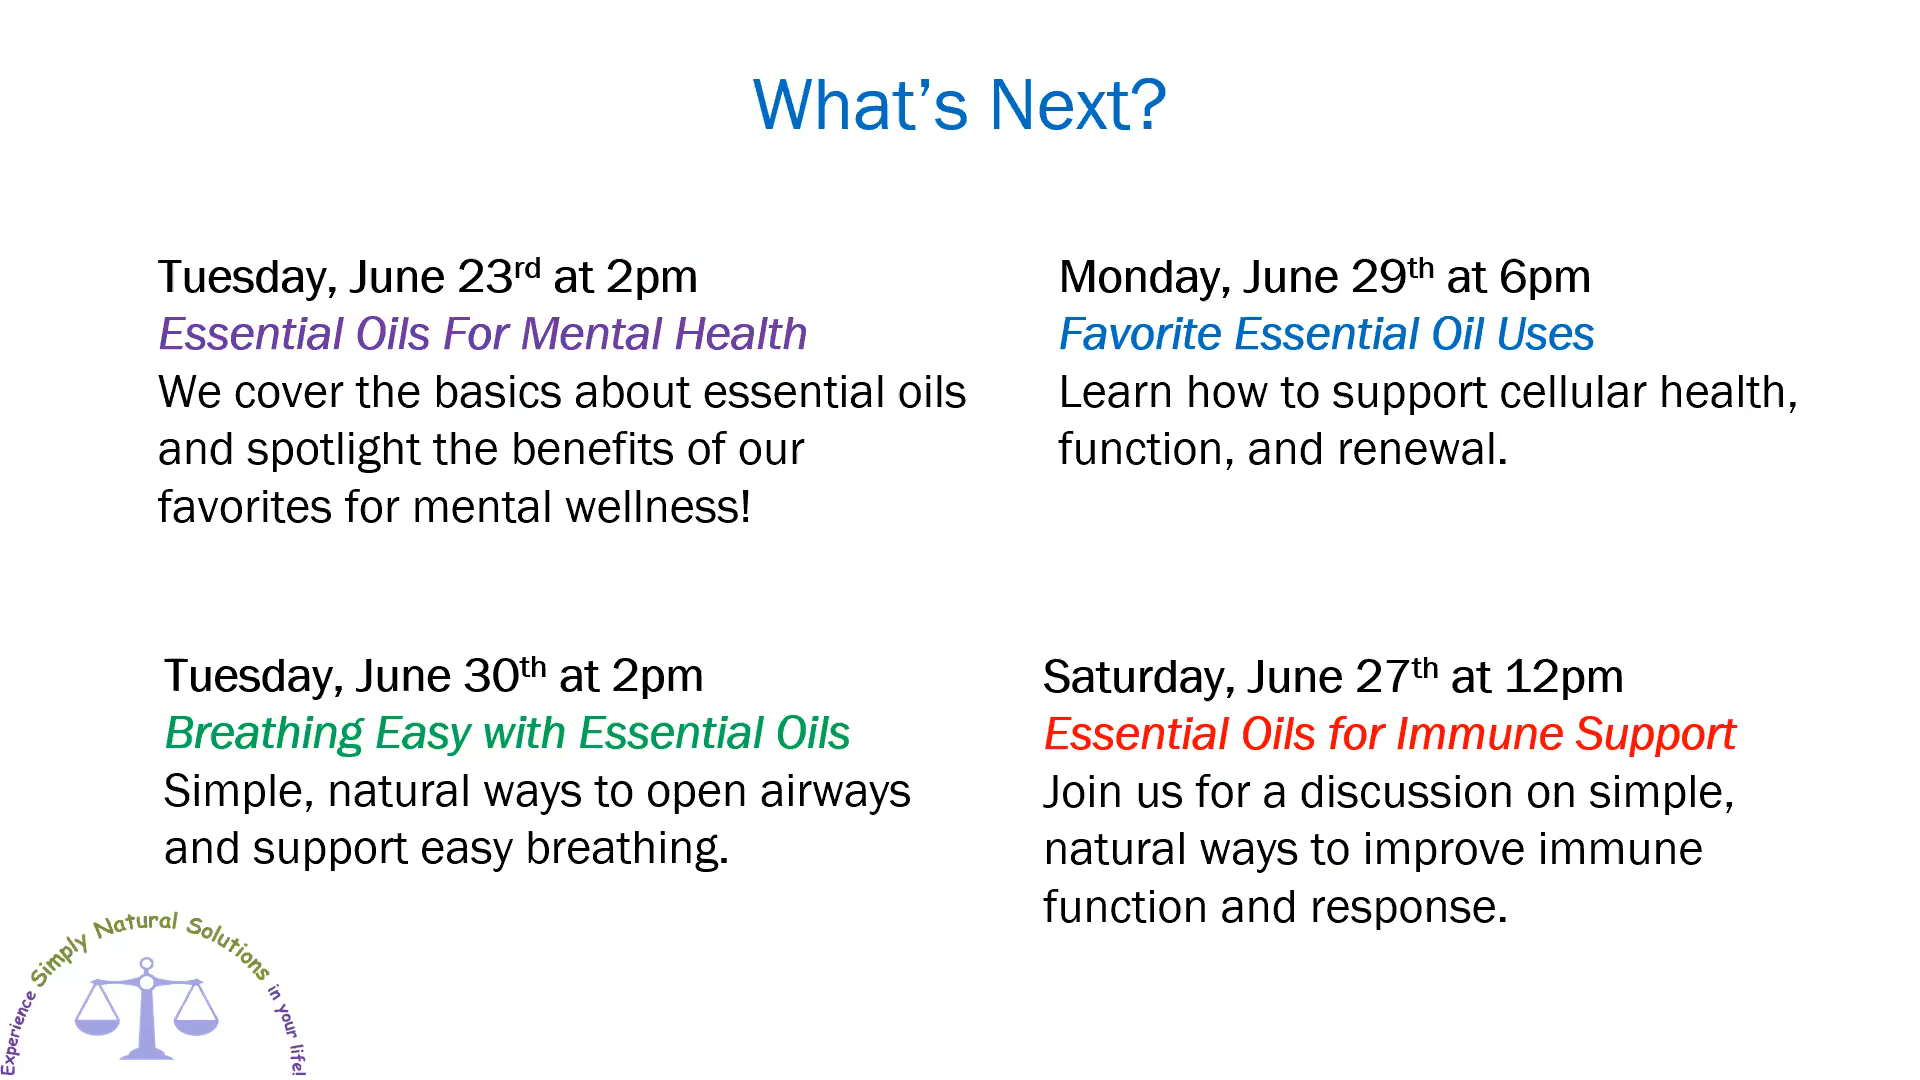 What’s Next?
Tuesday, June 23rd at 2pm
Essential Oils For Mental Health
We cover the basics about essential oils
and spotlight the benefits of our
favorites for mental wellness!
Monday, June 29th at 6pm
Favorite Essential Oil Uses
Learn how to support cellular health,
function, and renewal.
Tuesday, June 30th at 2pm
Breathing Easy with Essential Oils
Simple, natural ways to open airways
and support easy breathing.
Saturday, June 27th at 12pm
Essential Oils for Immune Support
Join us for a discussion on simple,
natural ways to improve immune
function and response.
Experience Simply Natural Solutions in your life!